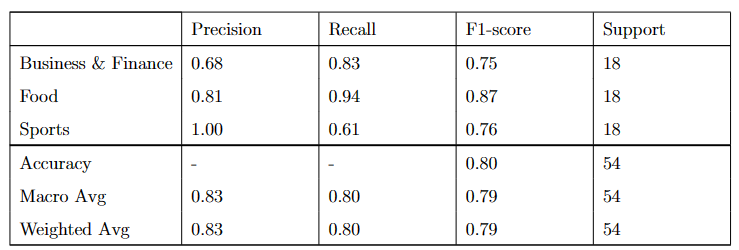 Precision Recall F1-score Support
Business & Finance 0.68 0.83 0.75 18
Food 0.81 0.94 0.87 18
Sports 1.00 0.61 0.76 18
Accuracy - - 0.80 54
Macro Avg 0.83 0.80 0.79 54
Weighted Avg 0.83 0.80 0.79 54